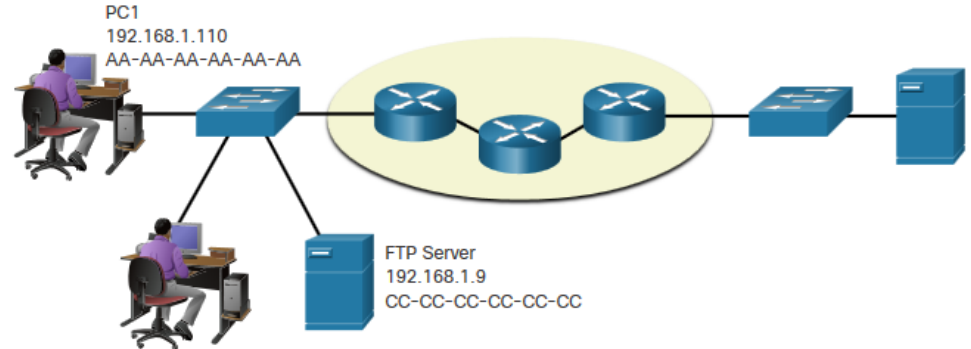 PC1
192.168.1.110
AA-AA-AA-AA-AA-AA
FTP Server
192.168.1.9
CC-CC-CC-CC-CC-CC